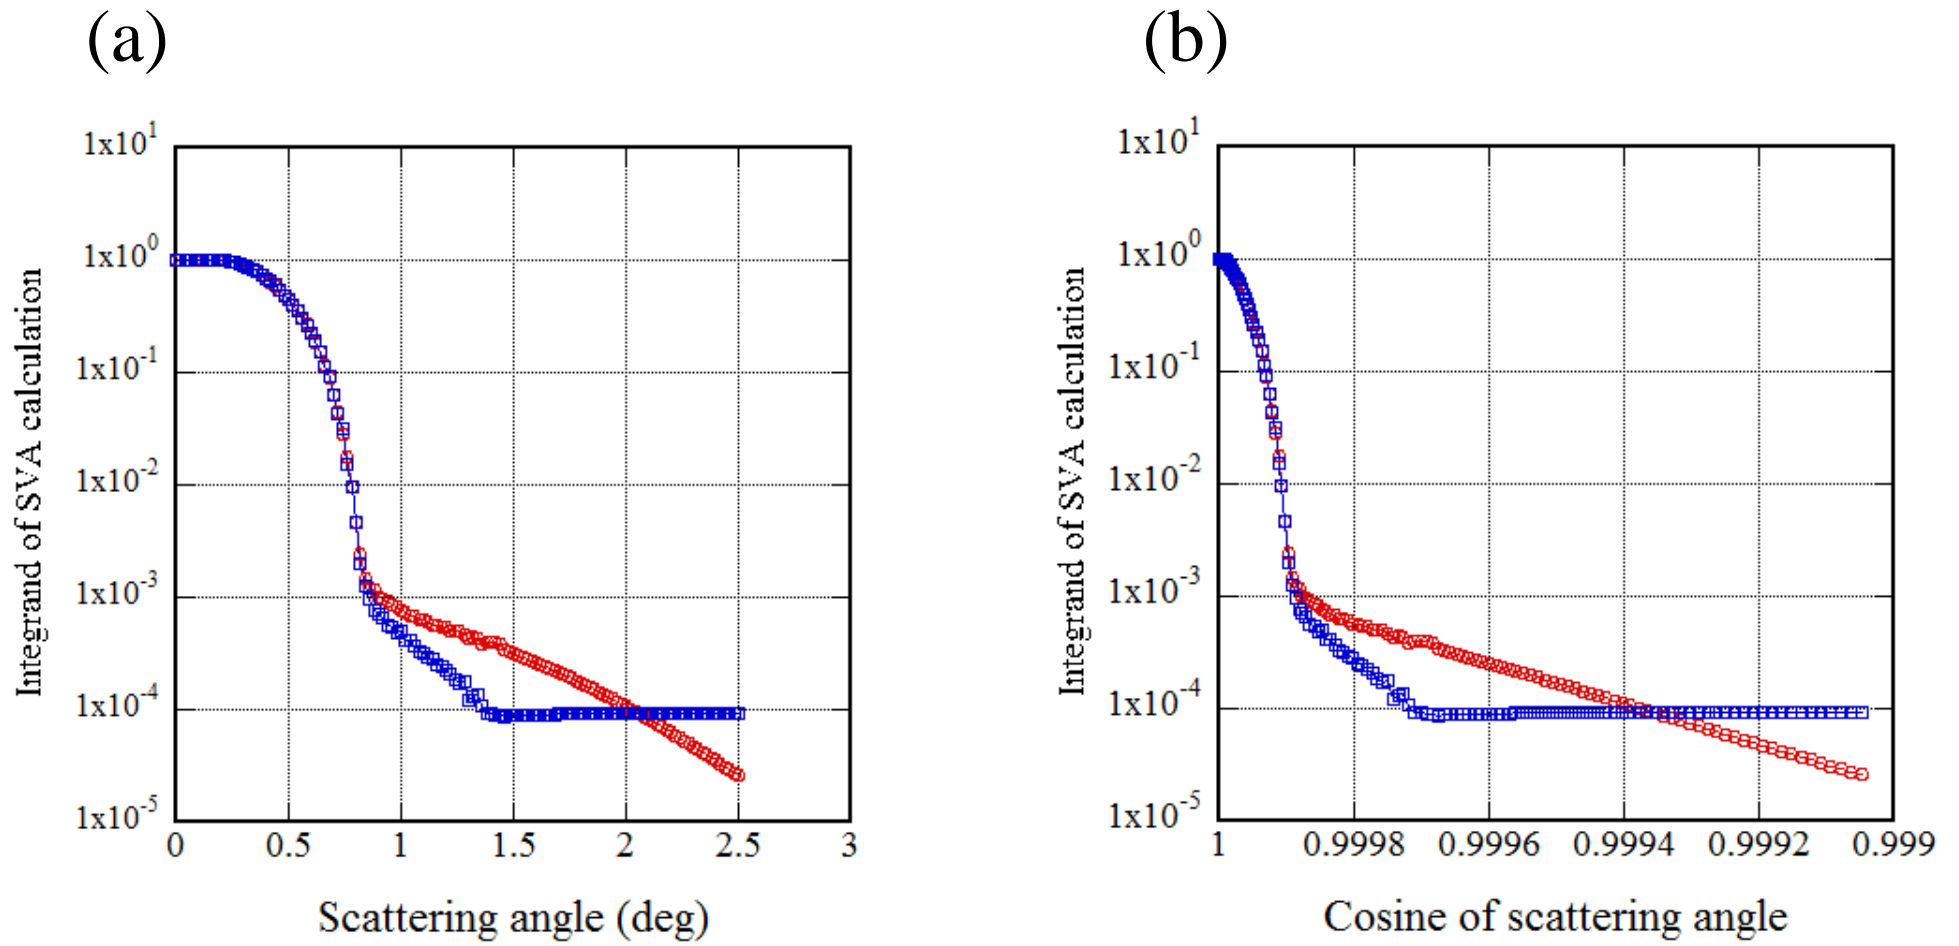 (a)
(b)
Integrand of SVA calculation
1x10^1
1x10^0
1x10^-1
1x10^-2
1x10^-3
1x10^-4
1x10^-5
0 0.5 1 1.5 2 2.5 3
Scattering angle (deg)
Integrand of SVA calculation
1x10^1
1x10^0
1x10^-1
1x10^-2
1x10^-3
1x10^-4
1x10^-5
1 0.9998 0.9996 0.9994 0.9992 0.999
Cosine of scattering angle